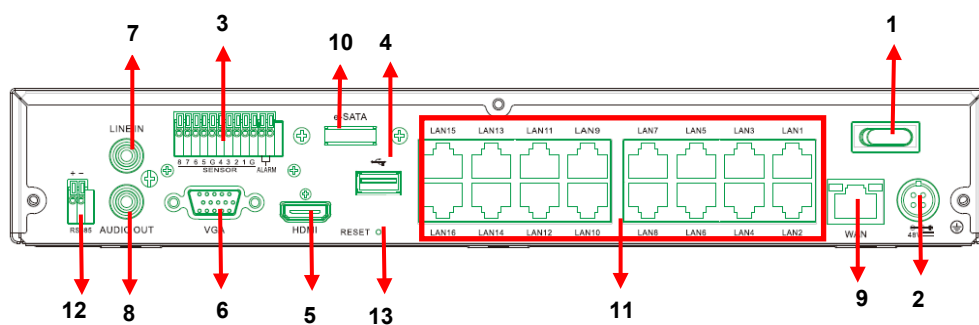 7
3
10
4
1
LINE IN
e-SATA
LAN15
LAN13
LAN11
LAN9
LAN7
LAN5
LAN3
LAN1
8 7 6 5 G 4 3 2 1 G
ALARM
SENSOR
+ -
RS485
AUDIO OUT
VGA
HDMI
RESET
LAN16
LAN14
LAN12
LAN10
LAN8
LAN6
LAN4
LAN2
WAN
48V
12
8
6
5
13
11
9
2